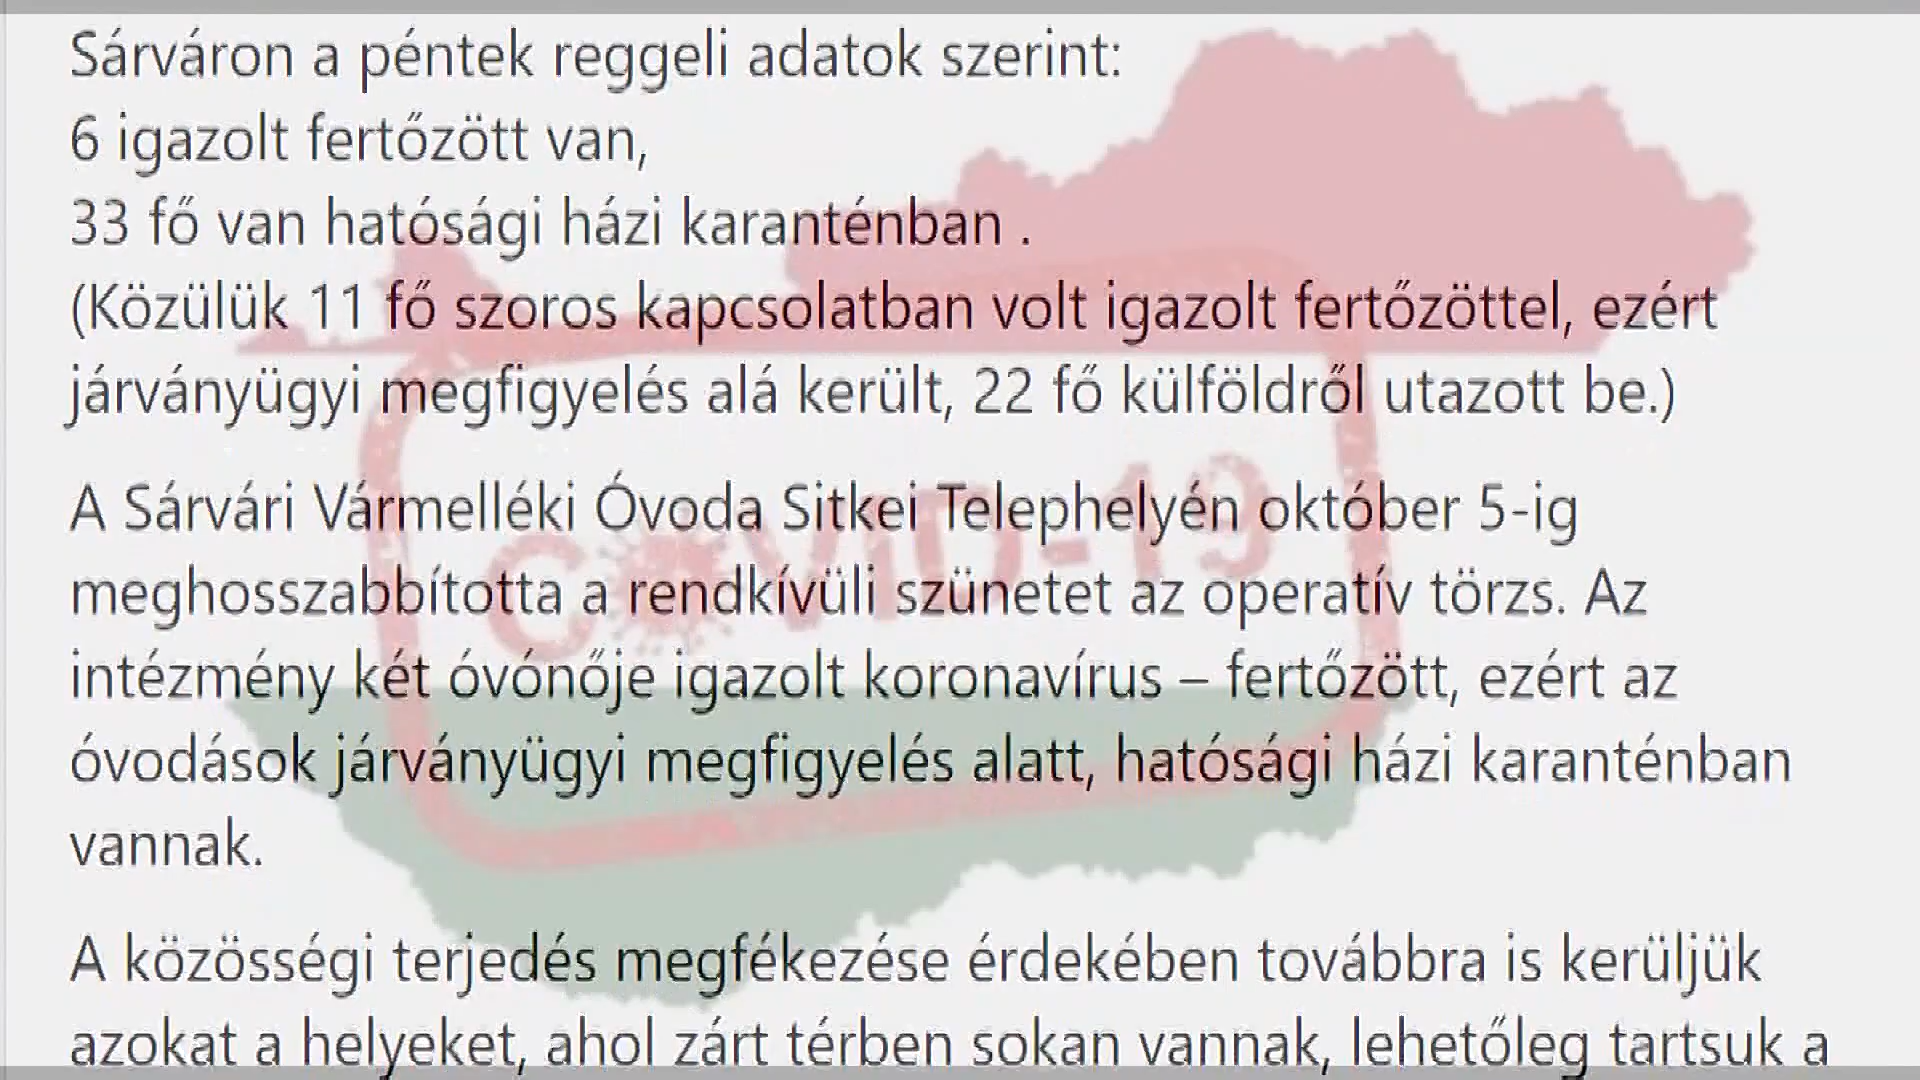 Sárváron a péntek reggeli adatok szerint:
6 igazolt fertőzött van,
33 fő van hatósági házi karanténban .
(Közülük 11 fő szoros kapcsolatban volt igazolt fertőzöttel, ezért
járványügyi megfigyelés alá került, 22 fő külföldről utazott be.)
A Sárvári Vármelléki Óvoda Sitkei Telephelyén október 5-ig
meghosszabbította a rendkívüli szünetet az operatív törzs. Az
intézmény két óvónője igazolt koronavírus – fertőzött, ezért az
óvodások járványügyi megfigyelés alatt, hatósági házi karanténban
vannak.
A közösségi terjedés megfékezése érdekében továbbra is kerüljük
azokat a helyeket, ahol zárt térben sokan vannak, lehetőleg tartsuk a
COVID-19